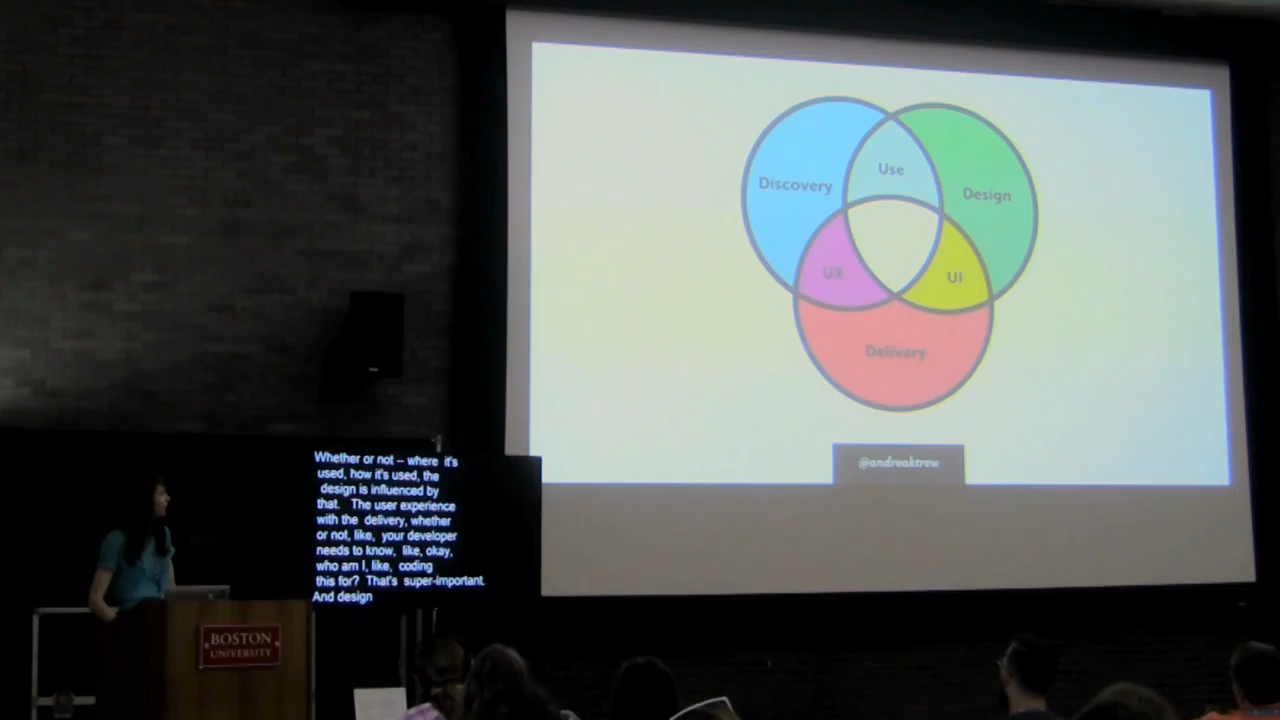 Use
Discovery
Design
UX
UI
Delivery
@andreaktrew
Whether or not – where it's
used, how it's used, the
design is influenced by
that. The user experience
with the delivery, whether
or not, like, your developer
needs to know, like, okay,
who am I, like, coding
this for? That's super-important.
And design
BOSTON
UNIVERSITY